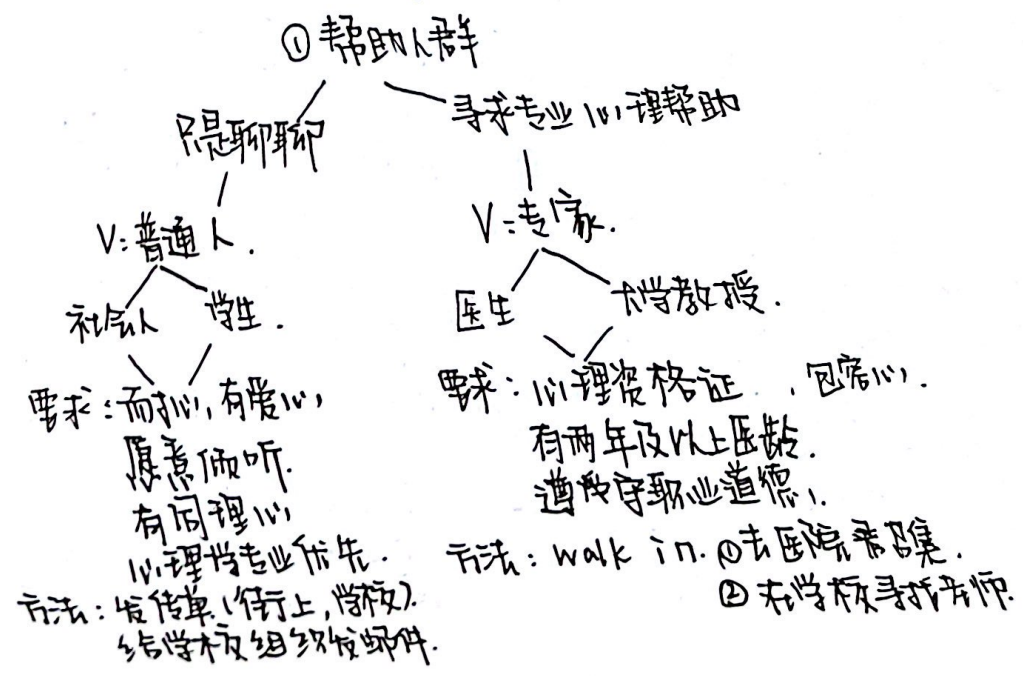 ①帮助人群
只是聊聊
寻求专业心理帮助
V:普通人.
V:专家.
社会人
学生.
医生
大学教授.
要求:耐心,有爱心,
愿意倾听.
有同理心
心理学专业优先.
方法:发传单(街上,学校).
给学校组织发邮件.
要求:心理资格证.,包容心.
有两年及以上医龄.
遵守职业道德.
方法:walk in.①去医院召集.
②在学校寻找老师.